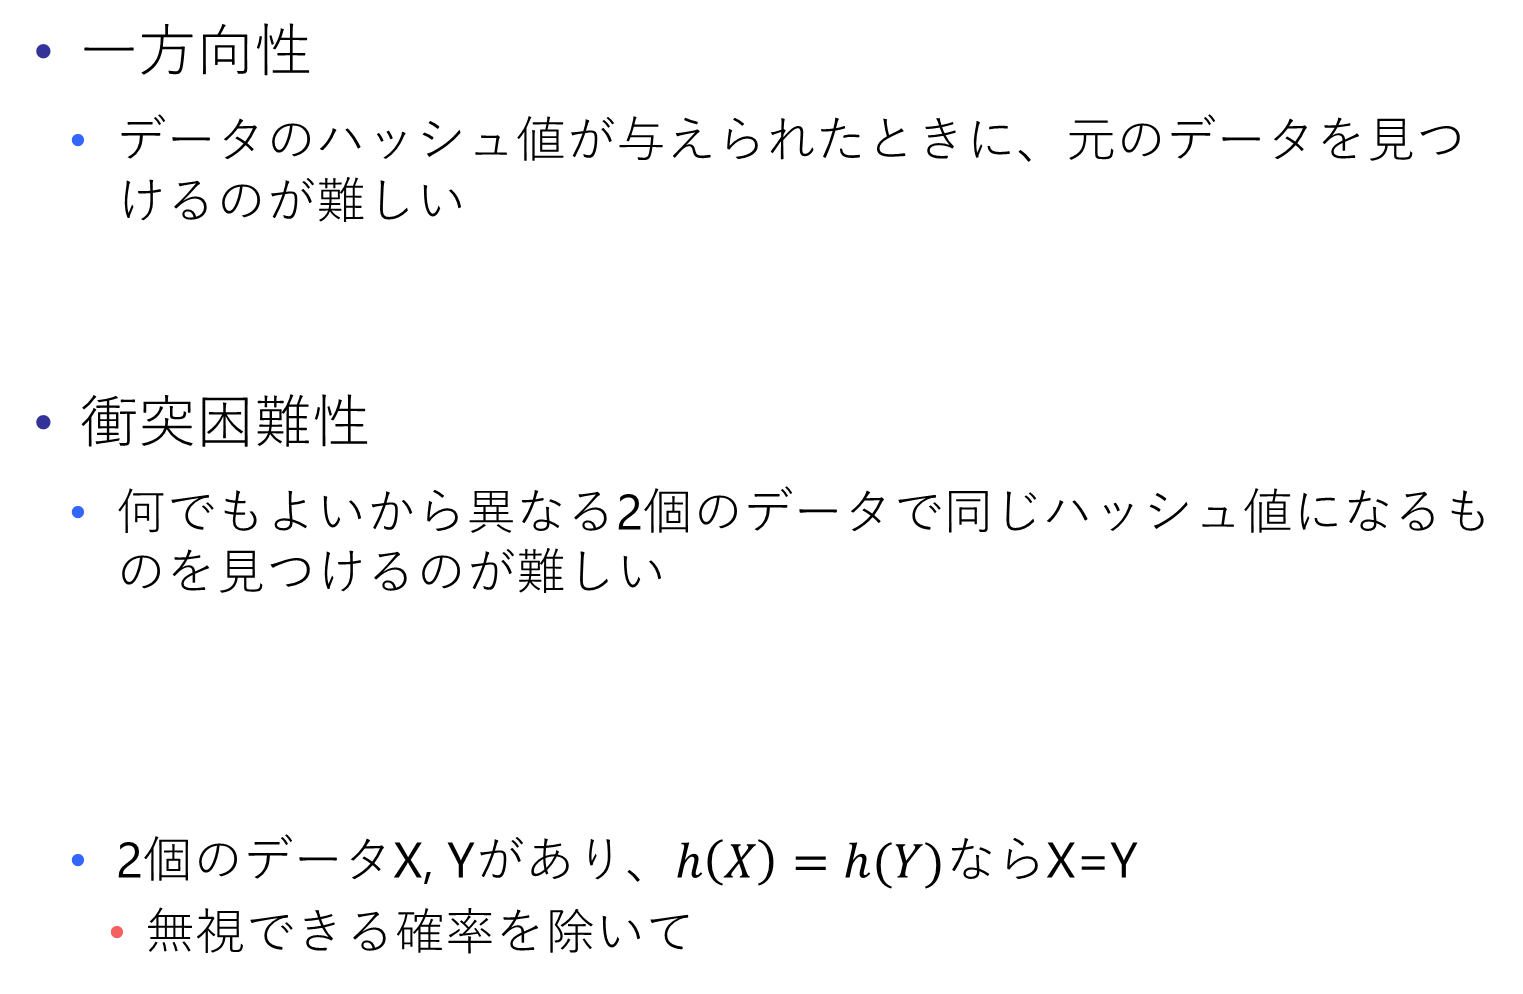 • 一方向性
• データのハッシュ値が与えられたときに、元のデータを見つ
けるのが難しい
• 衝突困難性
• 何でもよいから異なる2個のデータで同じハッシュ値になるも
のを見つけるのが難しい
• 2個のデータX, Yがあり、h(X) = h(Y)ならX=Y
• 無視できる確率を除いて